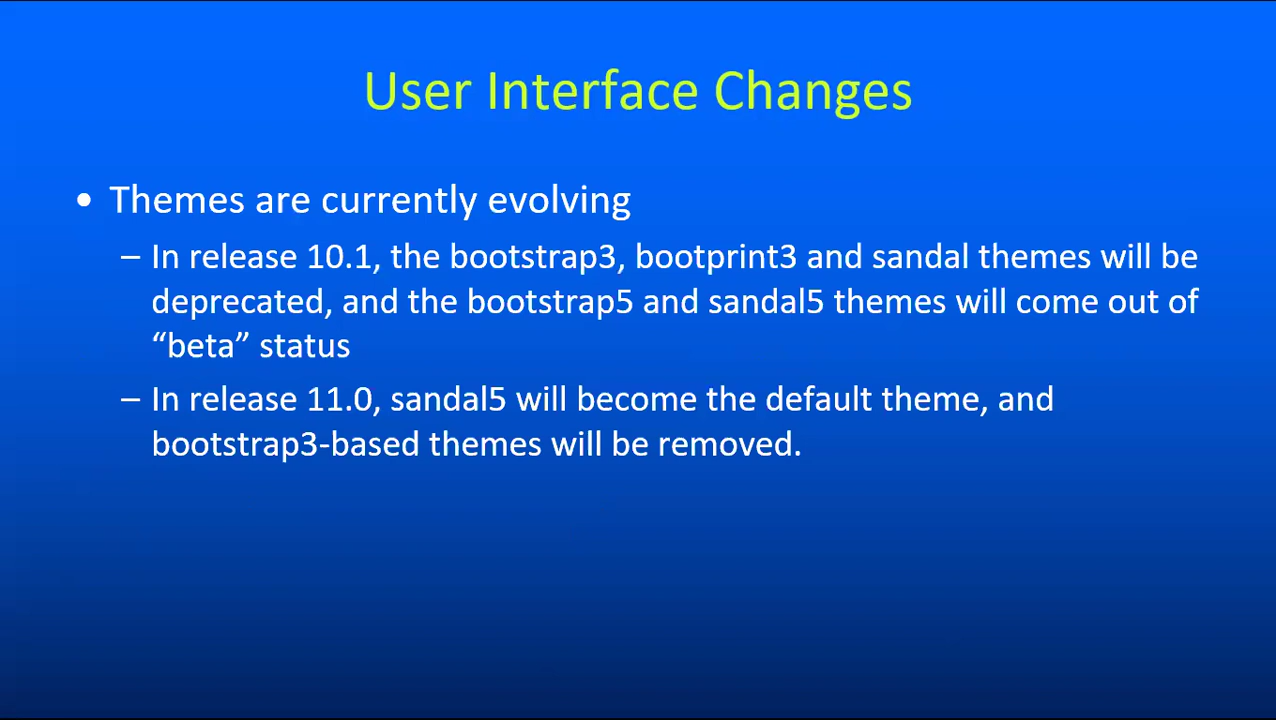 User Interface Changes
• Themes are currently evolving
– In release 10.1, the bootstrap3, bootprint3 and sandal themes will be
deprecated, and the bootstrap5 and sandal5 themes will come out of
“beta” status
– In release 11.0, sandal5 will become the default theme, and
bootstrap3-based themes will be removed.